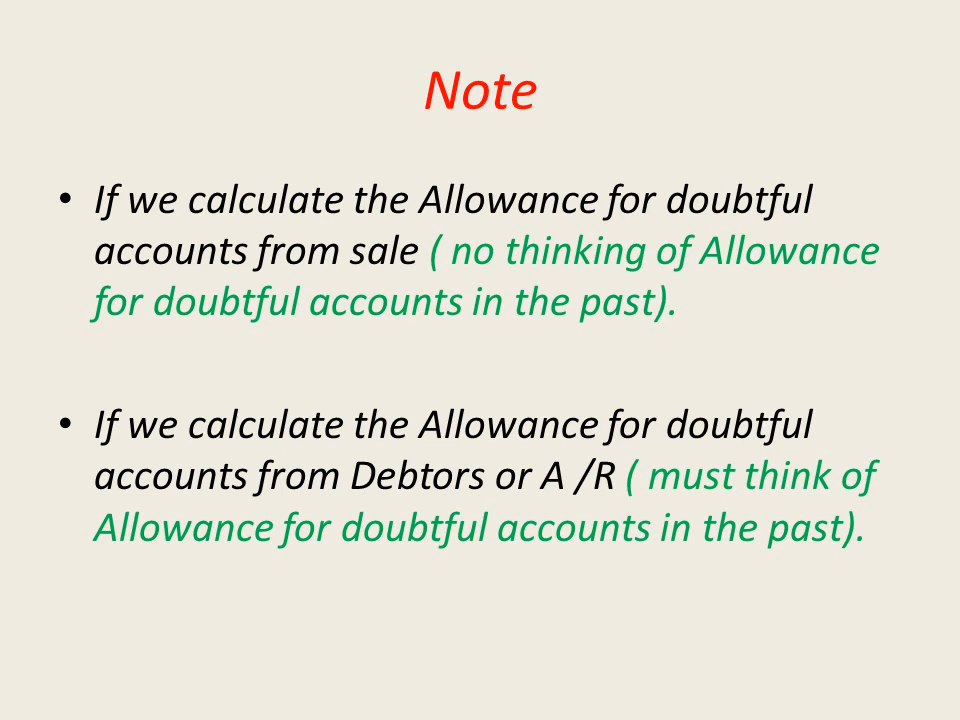 Note
• If we calculate the Allowance for doubtful
accounts from sale ( no thinking of Allowance
for doubtful accounts in the past).
• If we calculate the Allowance for doubtful
accounts from Debtors or A /R ( must think of
Allowance for doubtful accounts in the past).